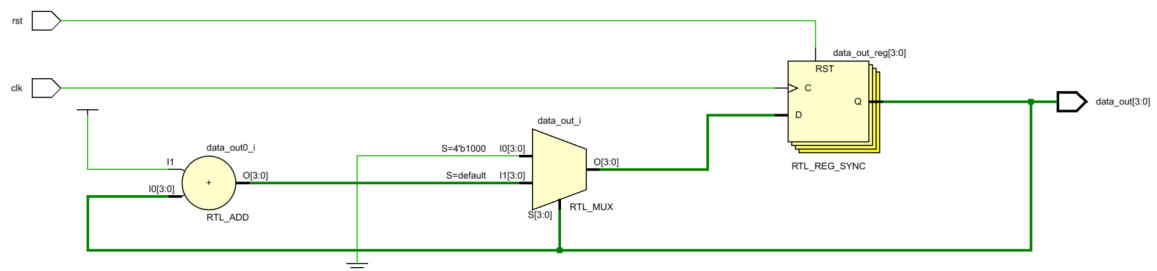 rst
data_out_reg[3:0]
RST
clk
C
Q
data_out[3:0]
D
data_out_i
data_out0_i
S=4'b1000
I0[3:0]
I1
O[3:0]
RTL_REG_SYNC
+
O[3:0]
S=default
I1[3:0]
I0[3:0]
RTL_MUX
S[3:0]
RTL_ADD